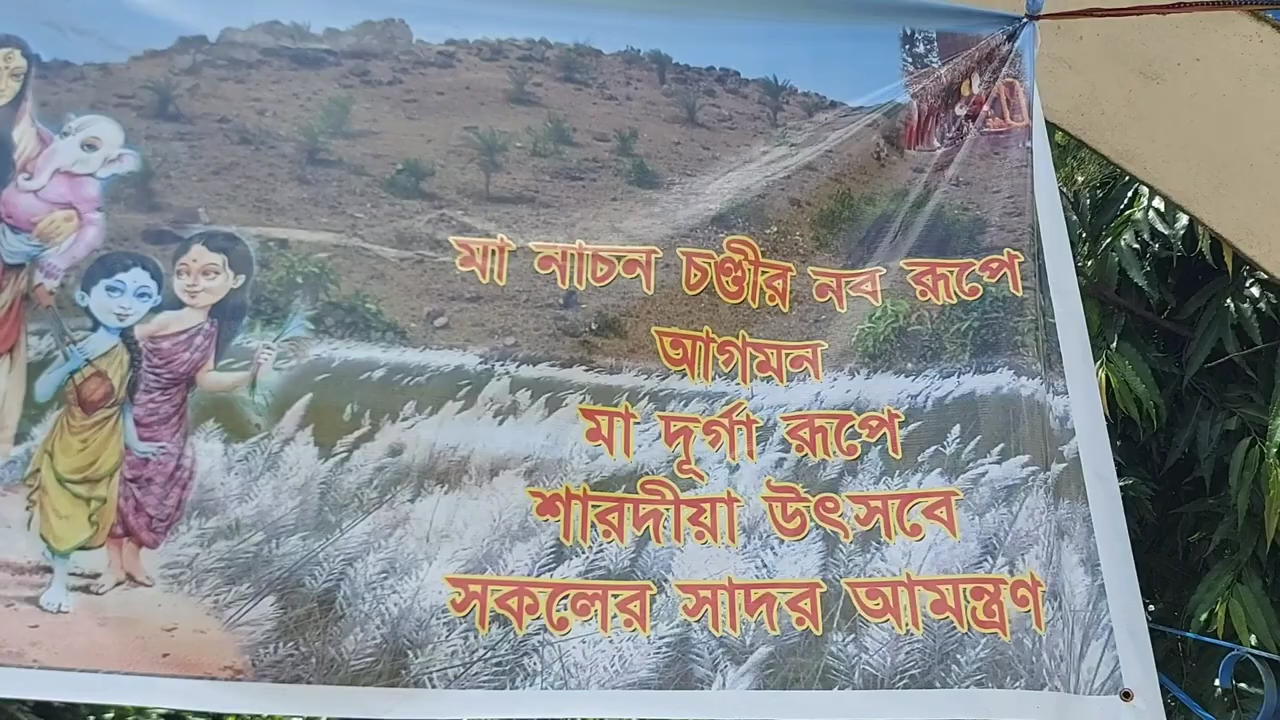 মা নাচন চণ্ডীর নব রূপে
আগমন
মা দূর্গা রূপে
শারদীয়া উৎসবে
সকলের সাদর আমন্ত্রণ